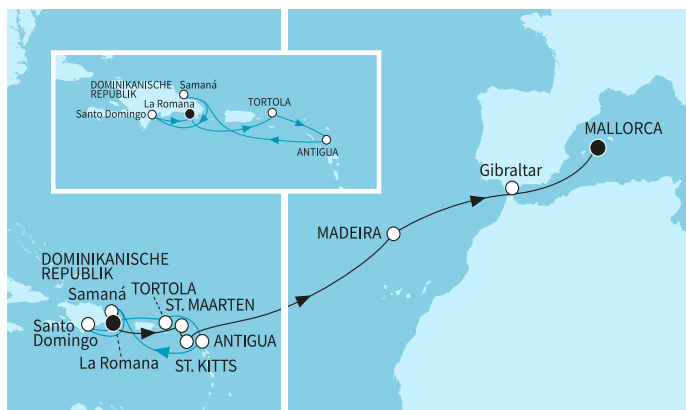 DOMINIKANISCHE
REPUBLIK
Samaná
La Romana
Santo Domingo
TORTOLA
ANTIGUA
MALLORCA
Gibraltar
MADEIRA
DOMINIKANISCHE
REPUBLIK
Samaná
TORTOLA
ST. MAARTEN
Santo
Domingo
ANTIGUA
La Romana
ST. KITTS